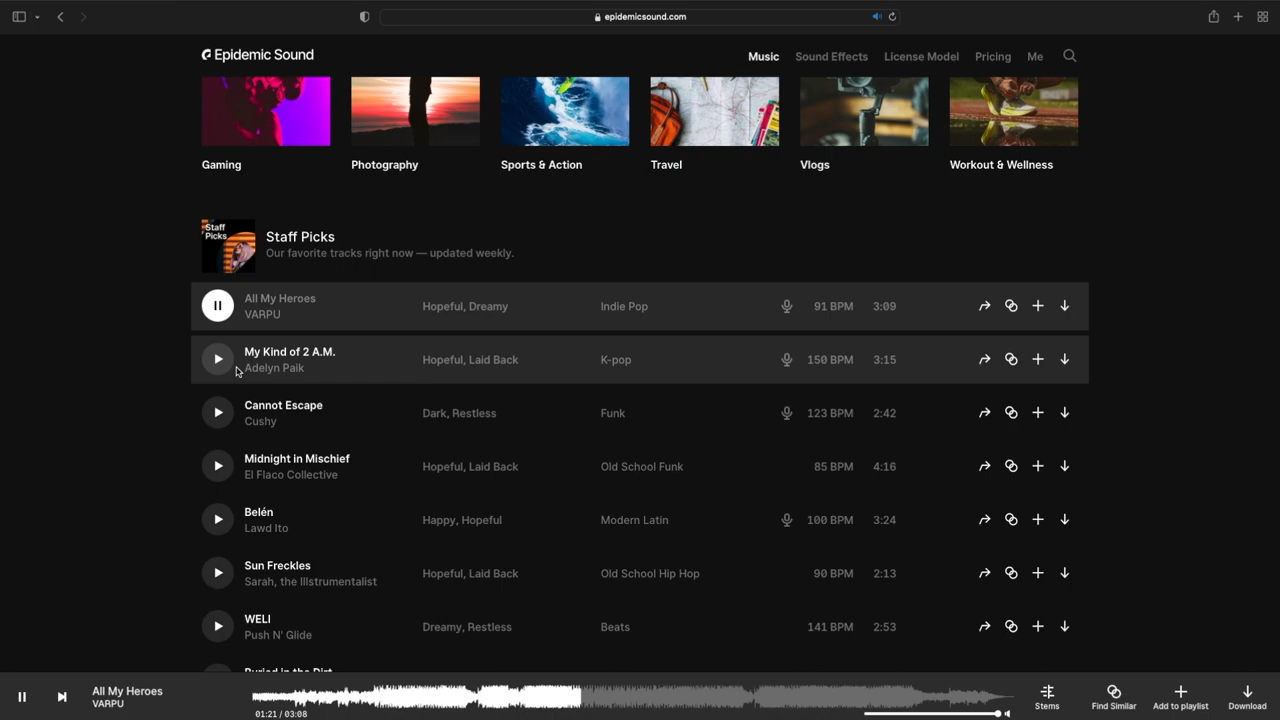 epidemicsound.com
Epidemic Sound
Music Sound Effects License Model Pricing Me
Gaming Photography Sports & Action Travel Vlogs Workout & Wellness
Staff
Picks
Staff Picks
Our favorite tracks right now — updated weekly.
All My Heroes
VARPU
Hopeful, Dreamy Indie Pop 91 BPM 3:09
My Kind of 2 A.M.
Adelyn Paik
Hopeful, Laid Back K-pop 150 BPM 3:15
Cannot Escape
Cushy
Dark, Restless Funk 123 BPM 2:42
Midnight in Mischief
El Flaco Collective
Hopeful, Laid Back Old School Funk 85 BPM 4:16
Belén
Lawd Ito
Happy, Hopeful Modern Latin 100 BPM 3:24
Sun Freckles
Sarah, the Illstrumentalist
Hopeful, Laid Back Old School Hip Hop 90 BPM 2:13
WELI
Push N' Glide
Dreamy, Restless Beats 141 BPM 2:53
Buried in the Dirt
All My Heroes
VARPU
01:21 / 03:08
Stems Find Similar Add to playlist Download